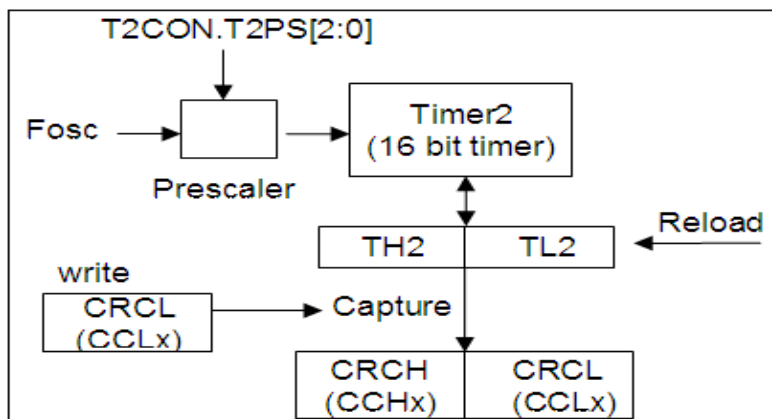 T2CON.T2PS[2:0]
Fosc
Prescaler
Timer2
(16 bit timer)
TH2
TL2
Reload
write
CRCL
(CCLx)
Capture
CRCH
(CCHx)
CRCL
(CCLx)